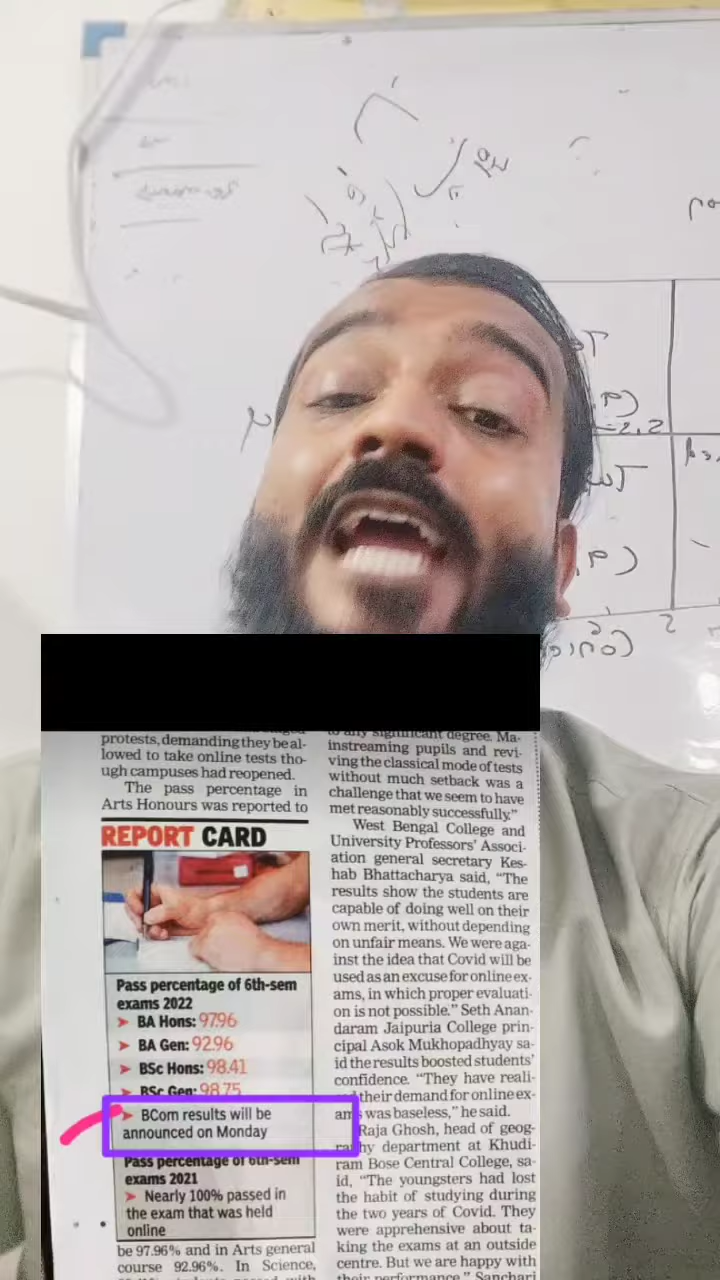 protests, demanding they be al-
lowed to take online tests tho-
ugh campuses had reopened.
The pass percentage in
Arts Honours was reported to
REPORT CARD
Pass percentage of 6th-sem
exams 2022
BA Hons: 97.96
BA Gen: 92.96
BSc Hons: 98.41
BSc Gen: 98.75
BCom results will be
announced on Monday
Pass percentage of 6th-sem
exams 2021
Nearly 100% passed in
the exam that was held
online
be 97.96% and in Arts general
course 92.96%. In Science,
to any significant degree. Ma-
instreaming pupils and revi-
ving the classical mode of tests
without much setback was a
challenge that we seem to have
met reasonably successfully."
West Bengal College and
University Professors' Associ-
ation general secretary Kes-
hab Bhattacharya said, "The
results show the students are
capable of doing well on their
own merit, without depending
on unfair means. We were aga-
inst the idea that Covid will be
used as an excuse for online ex-
ams, in which proper evaluati-
on is not possible." Seth Anan-
daram Jaipuria College prin-
cipal Asok Mukhopadhyay sa-
id the results boosted students'
confidence. "They have reali-
their demand for online ex-
ams was baseless," he said.
Raja Ghosh, head of geog-
raphy department at Khudi-
ram Bose Central College, sa-
id, "The youngsters had lost
the habit of studying during
the two years of Covid. They
were apprehensive about ta-
king the exams at an outside
centre. But we are happy with
their performance." Sanchari